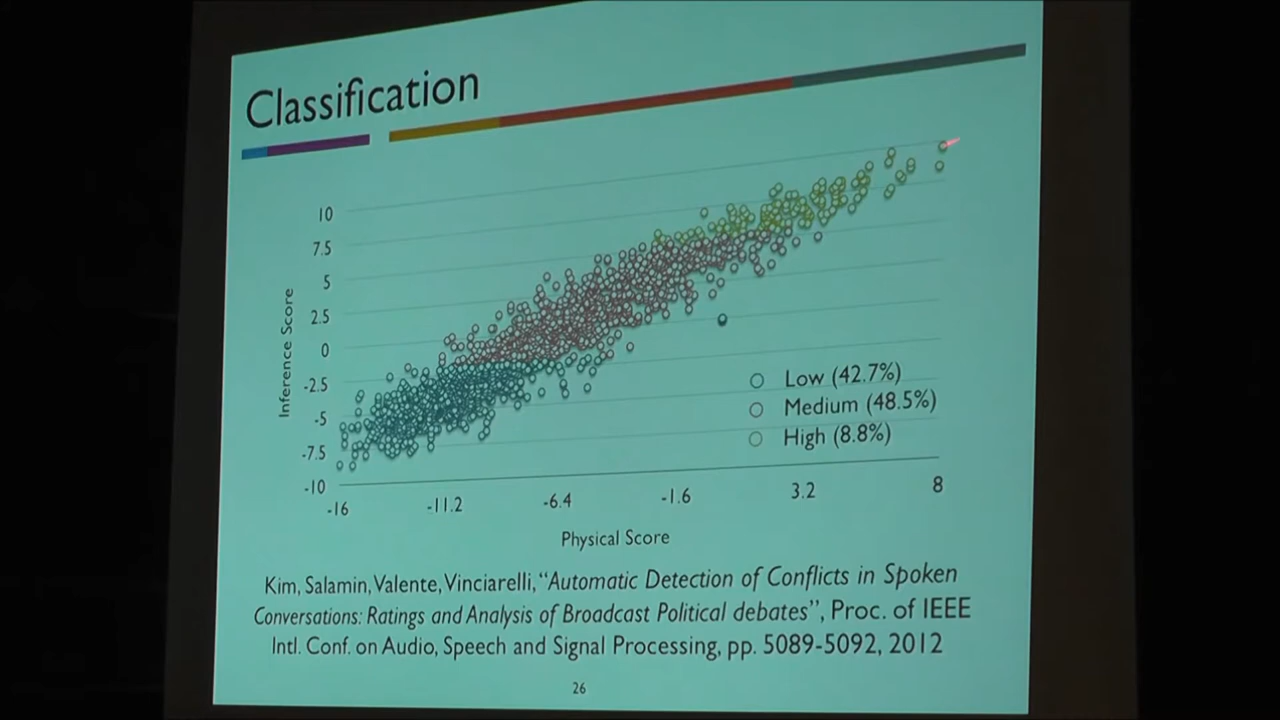 Classification
10
7.5
5
2.5
0
-2.5
-5
-7.5
-10
Inference Score
-16
-11.2
-6.4
-1.6
3.2
8
Physical Score
Low (42.7%)
Medium (48.5%)
High (8.8%)
Kim, Salamin, Valente, Vinciarelli, “Automatic Detection of Conflicts in Spoken
Conversations: Ratings and Analysis of Broadcast Political debates”, Proc. of IEEE
Intl. Conf. on Audio, Speech and Signal Processing, pp. 5089-5092, 2012
26